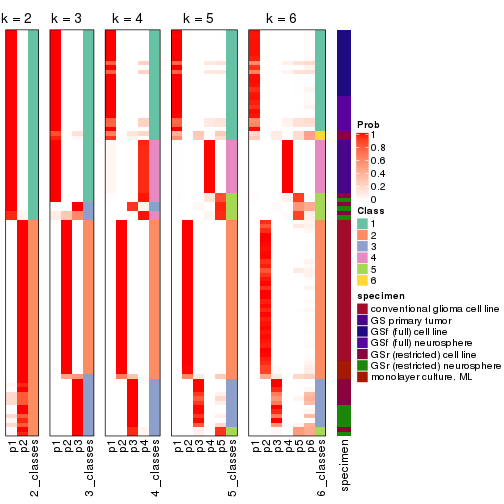 k = 2 k = 3 k = 4 k = 5 k = 6
Prob
1
0.8
0.6
0.4
0.2
0
Class
1
2
3
4
5
6
specimen
conventional glioma cell line
GS primary tumor
GSf (full) cell line
GSf (full) neurosphere
GSr (restricted) cell line
GSr (restricted) neurosphere
monolayer culture. ML
p1
p2
2_classes
p1
p2
p3
3_classes
p1
p2
p3
p4
4_classes
p1
p2
p3
p4
p5
5_classes
p1
p2
p3
p4
p5
p6
6_classes
specimen